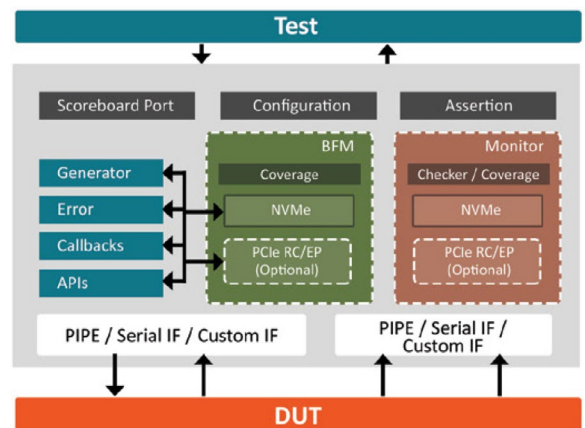 Test
Scoreboard Port
Configuration
Assertion
BFM
Monitor
Generator
Error
Callbacks
APIs
Coverage
NVMe
PCIe RC/EP
(Optional)
Checker / Coverage
NVMe
PCIe RC/EP
(Optional)
PIPE / Serial IF / Custom IF
PIPE / Serial IF /
Custom IF
DUT